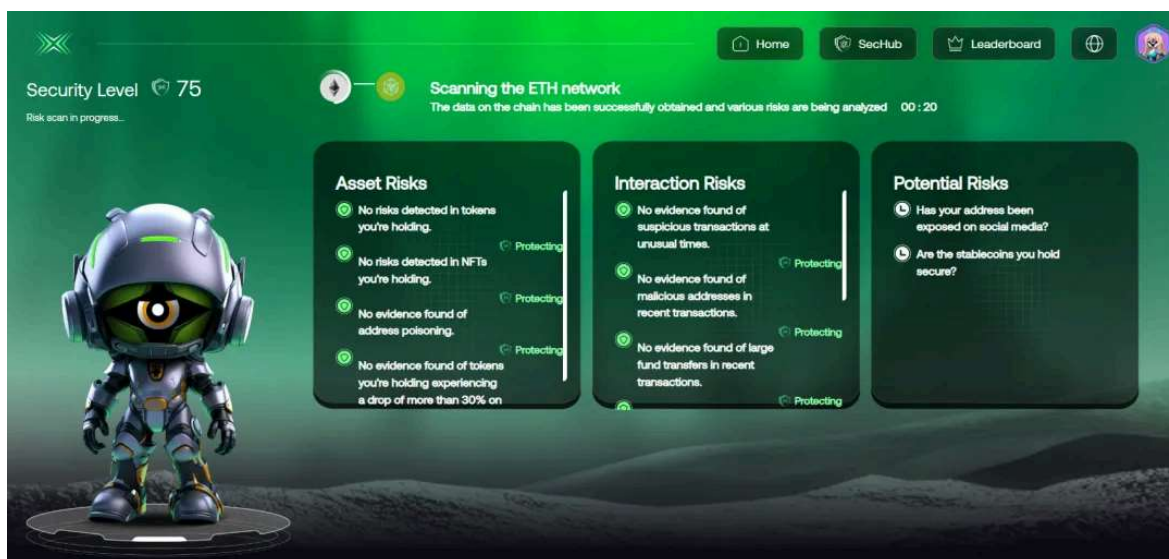 Home
SecHub
Leaderboard
Security Level 75
Risk scan in progress...
Scanning the ETH network
The data on the chain has been successfully obtained and various risks are being analyzed 00 : 20
Asset Risks
No risks detected in tokens
you're holding.
Protecting
No risks detected in NFTs
you're holding.
Protecting
No evidence found of
address poisoning.
Protecting
No evidence found of tokens
you're holding experiencing
a drop of more than 30% on
Interaction Risks
No evidence found of
suspicious transactions at
unusual times.
Protecting
No evidence found of
malicious addresses in
recent transactions.
Protecting
No evidence found of large
fund transfers in recent
transactions.
Protecting
Potential Risks
Has your address been
exposed on social media?
Are the stablecoins you hold
secure?